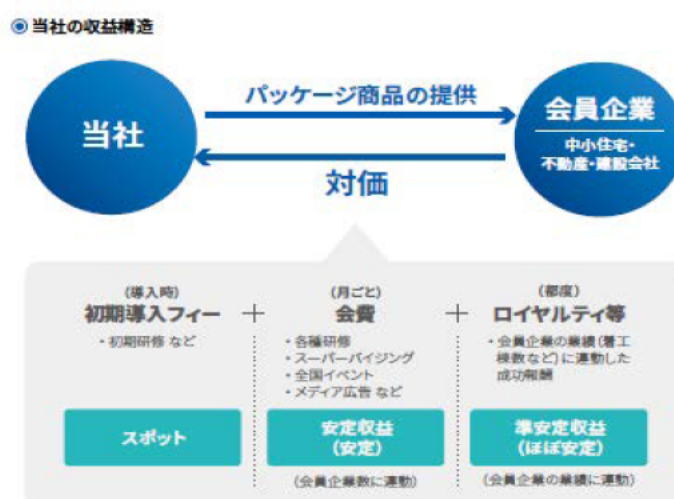 当社の収益構造
パッケージ商品の提供
当社
会員企業
中小住宅・
不動産・建設会社
対価
(導入時)
初期導入フィー
・初期研修 など
スポット
+
(月ごと)
会費
・各種研修
・スーパーバイジング
・全国イベント
・メディア広告 など
安定収益
(安定)
(会員企業数に連動)
+
(都度)
ロイヤルティ等
・会員企業の業績(着工
棟数など)に連動した
成功報酬
準安定収益
(ほぼ安定)
(会員企業の業績に連動)